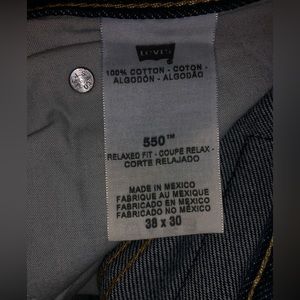 Levi's
100% COTTON - COTON -
ALGODÓN - ALGODÃO
550™
RELAXED FIT - COUPE RELAX -
CORTE RELAJADO
MADE IN MEXICO
FABRIQUE AU MEXIQUE
FABRICADO EN MEXICO
FABRICADO NO MÉXICO
38 x 30